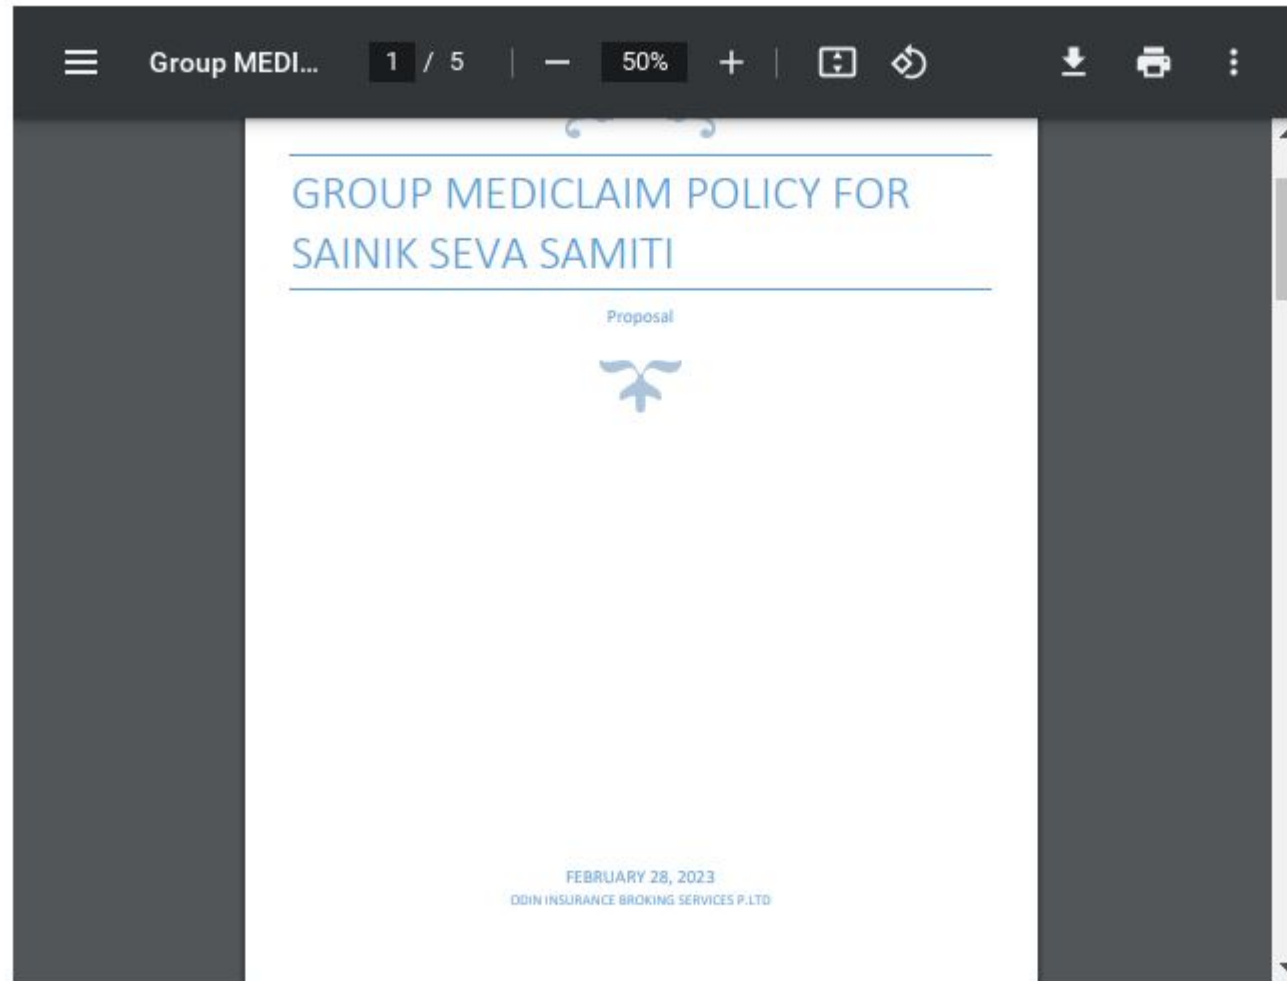 Group MEDI...
1 / 5
50%
GROUP MEDICLAIM POLICY FOR
SAINIK SEVA SAMITI
Proposal
FEBRUARY 28, 2023
ODIN INSURANCE BROKING SERVICES P.LTD